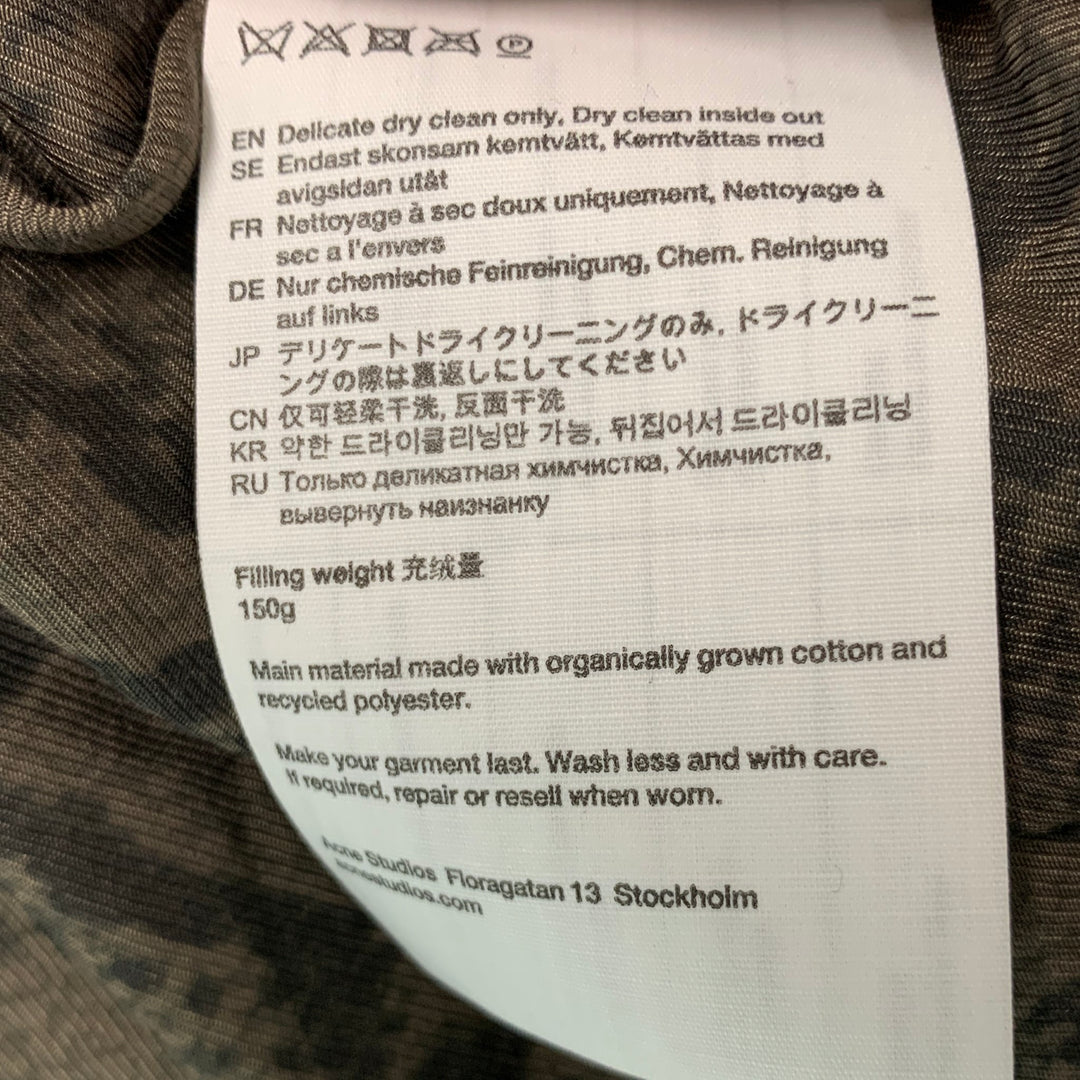 P
EN Delicate dry clean only, Dry clean inside out
SE Endast skonsam kemtvätt, Kemtvättas med
avigsidan utåt
FR Nettoyage à sec doux uniquement, Nettoyage à
sec a l'envers
DE Nur chemische Feinreinigung, Chem. Reinigung
auf links
JP デリケートドライクリーニングのみ, ドライクリーニ
ングの際は裏返しにしてください
CN 仅可轻柔干洗, 反面干洗
KR 약한 드라이클리닝만 가능, 뒤집어서 드라이클리닝
RU Только деликатная химчистка, Химчистка,
вывернуть наизнанку
Filling weight 充绒量
150g
Main material made with organically grown cotton and
recycled polyester.
Make your garment last. Wash less and with care.
If required, repair or resell when worn.
Acne Studios Floragatan 13 Stockholm
acnestudios.com